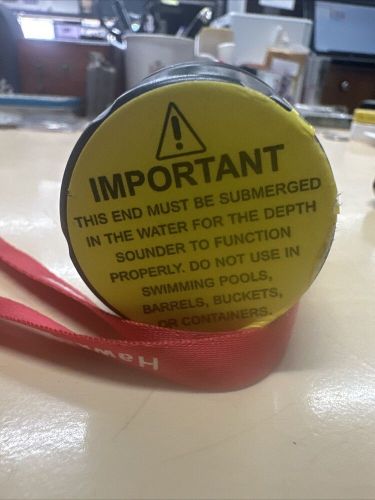 IMPORTANT
THIS END MUST BE SUBMERGED
IN THE WATER FOR THE DEPTH
SOUNDER TO FUNCTION
PROPERLY. DO NOT USE IN
SWIMMING POOLS,
BARRELS, BUCKETS,
OR CONTAINERS.
Haw